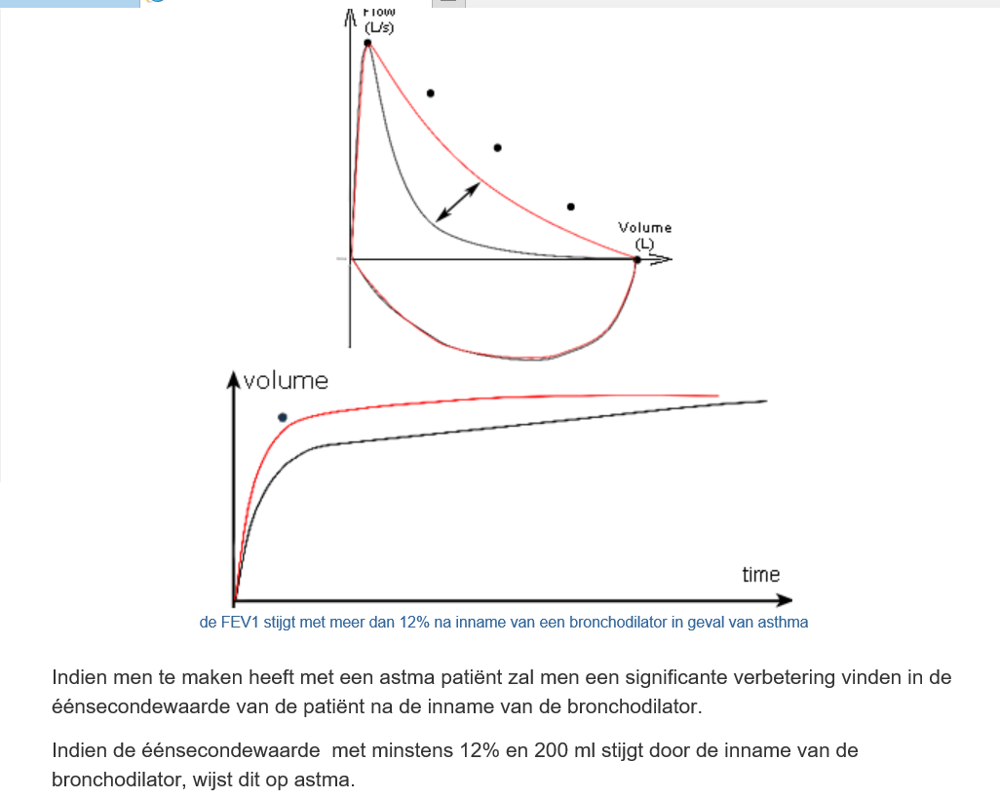 Flow
(L/s)
Volume
(L)
volume
time
de FEV1 stijgt met meer dan 12% na inname van een bronchodilator in geval van asthma
Indien men te maken heeft met een astma patiënt zal men een significante verbetering vinden in de
éénsecondewaarde van de patiënt na de inname van de bronchodilator.
Indien de éénsecondewaarde  met minstens 12% en 200 ml stijgt door de inname van de
bronchodilator, wijst dit op astma.